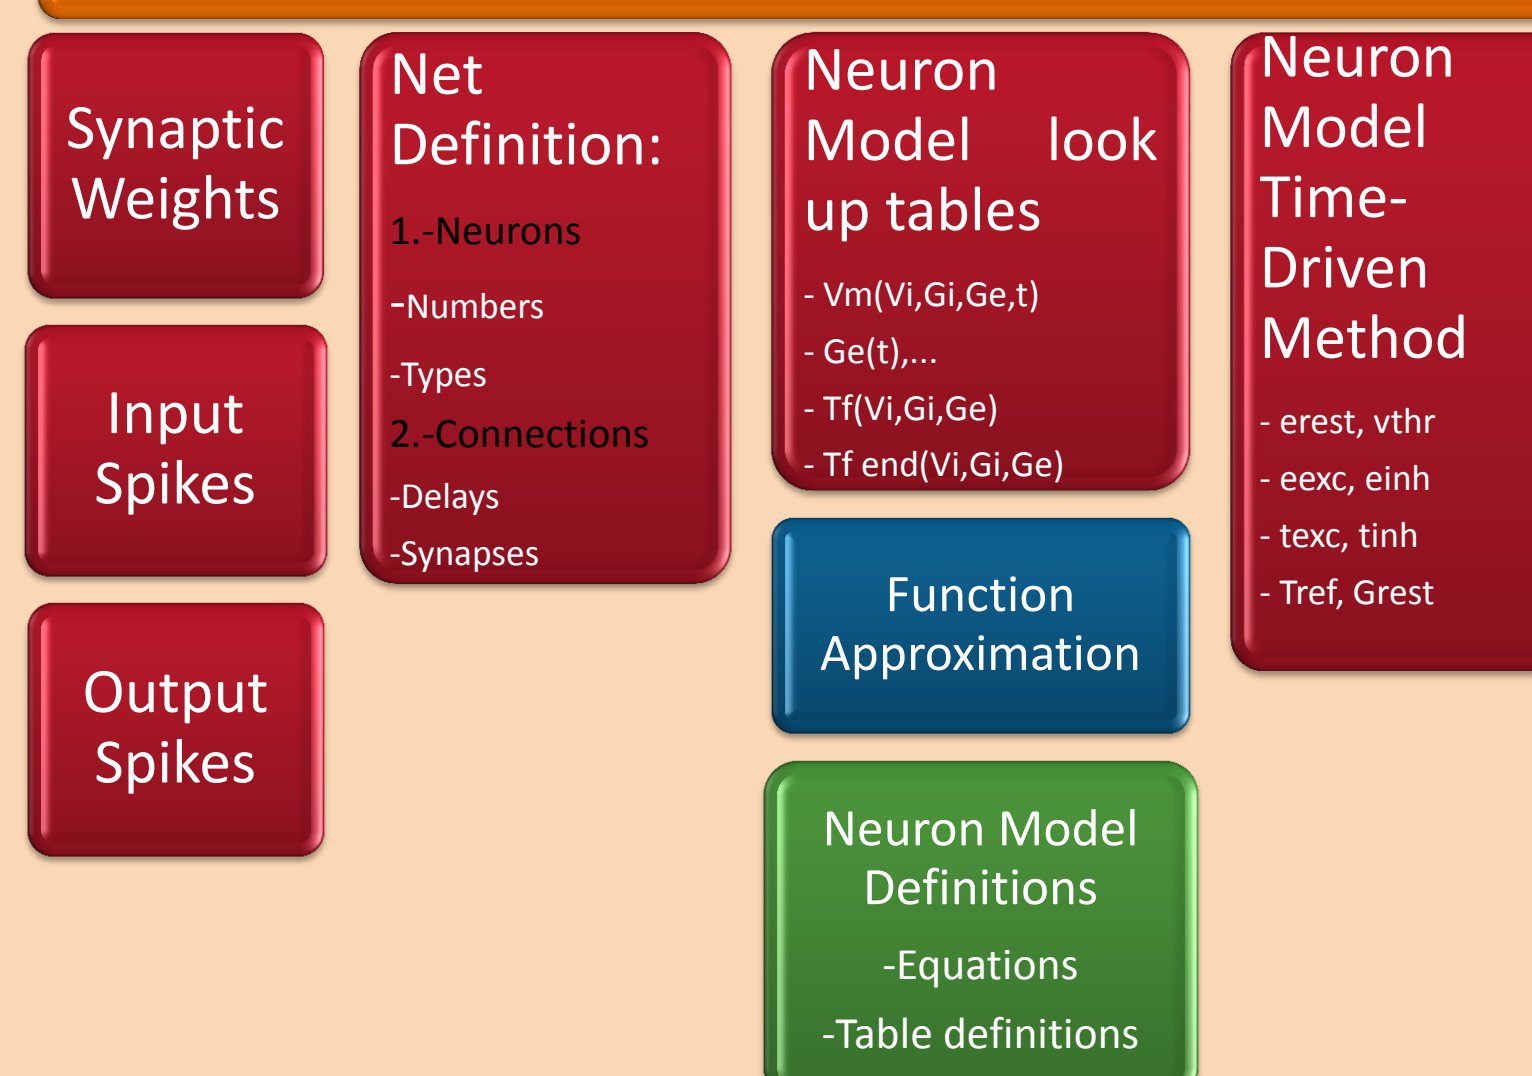 Synaptic
Weights
Input
Spikes
Output
Spikes
Net
Definition:
1.-Neurons
-Numbers
-Types
2.-Connections
-Delays
-Synapses
Neuron
Model look
up tables
- Vm(Vi,Gi,Ge,t)
- Ge(t),...
- Tf(Vi,Gi,Ge)
- Tf end(Vi,Gi,Ge)
Function
Approximation
Neuron Model
Definitions
-Equations
-Table definitions
Neuron
Model
Time-
Driven
Method
- erest, vthr
- eexc, einh
- texc, tinh
- Tref, Grest